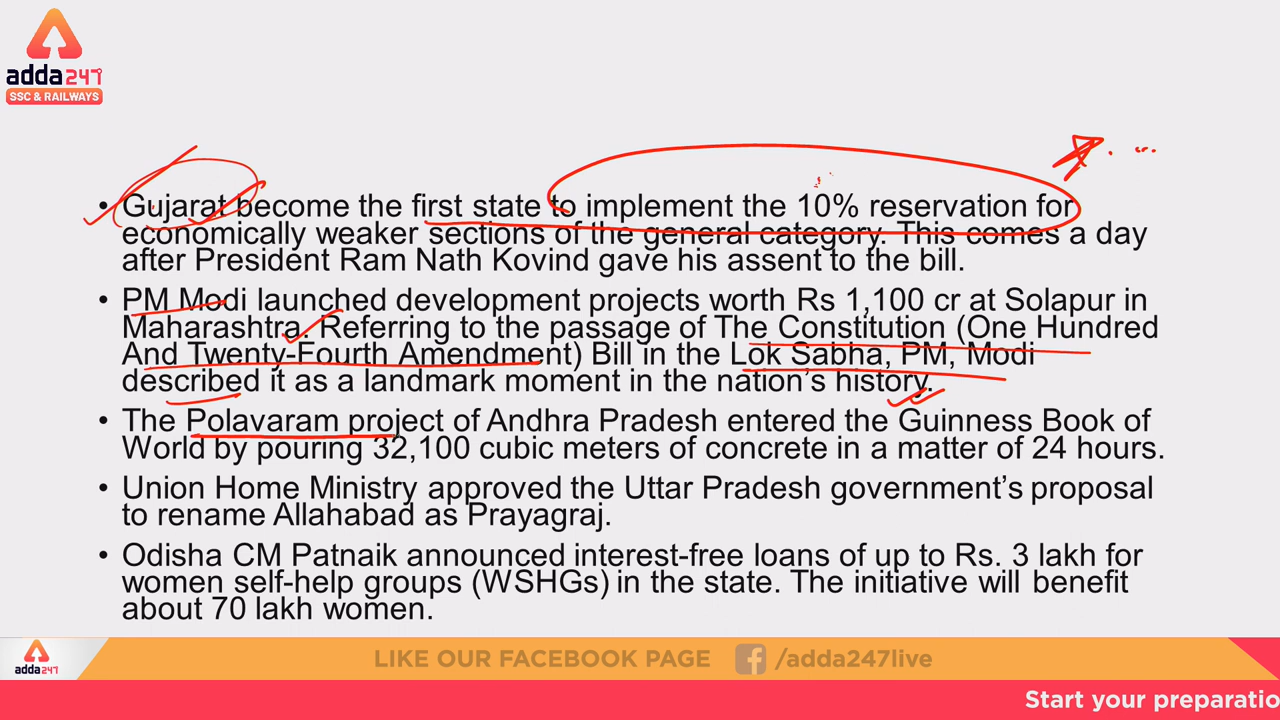 adda247
SSC & RAILWAYS
• Gujarat become the first state to implement the 10% reservation for
economically weaker sections of the general category. This comes a day
after President Ram Nath Kovind gave his assent to the bill.
• PM Modi launched development projects worth Rs 1,100 cr at Solapur in
Maharashtra. Referring to the passage of The Constitution (One Hundred
And Twenty-Fourth Amendment) Bill in the Lok Sabha, PM, Modi
described it as a landmark moment in the nation's history.
• The Polavaram project of Andhra Pradesh entered the Guinness Book of
World by pouring 32,100 cubic meters of concrete in a matter of 24 hours.
• Union Home Ministry approved the Uttar Pradesh government's proposal
to rename Allahabad as Prayagraj.
• Odisha CM Patnaik announced interest-free loans of up to Rs. 3 lakh for
women self-help groups (WSHGs) in the state. The initiative will benefit
about 70 lakh women.
adda247
LIKE OUR FACEBOOK PAGE f /adda247live
Start your preparatio